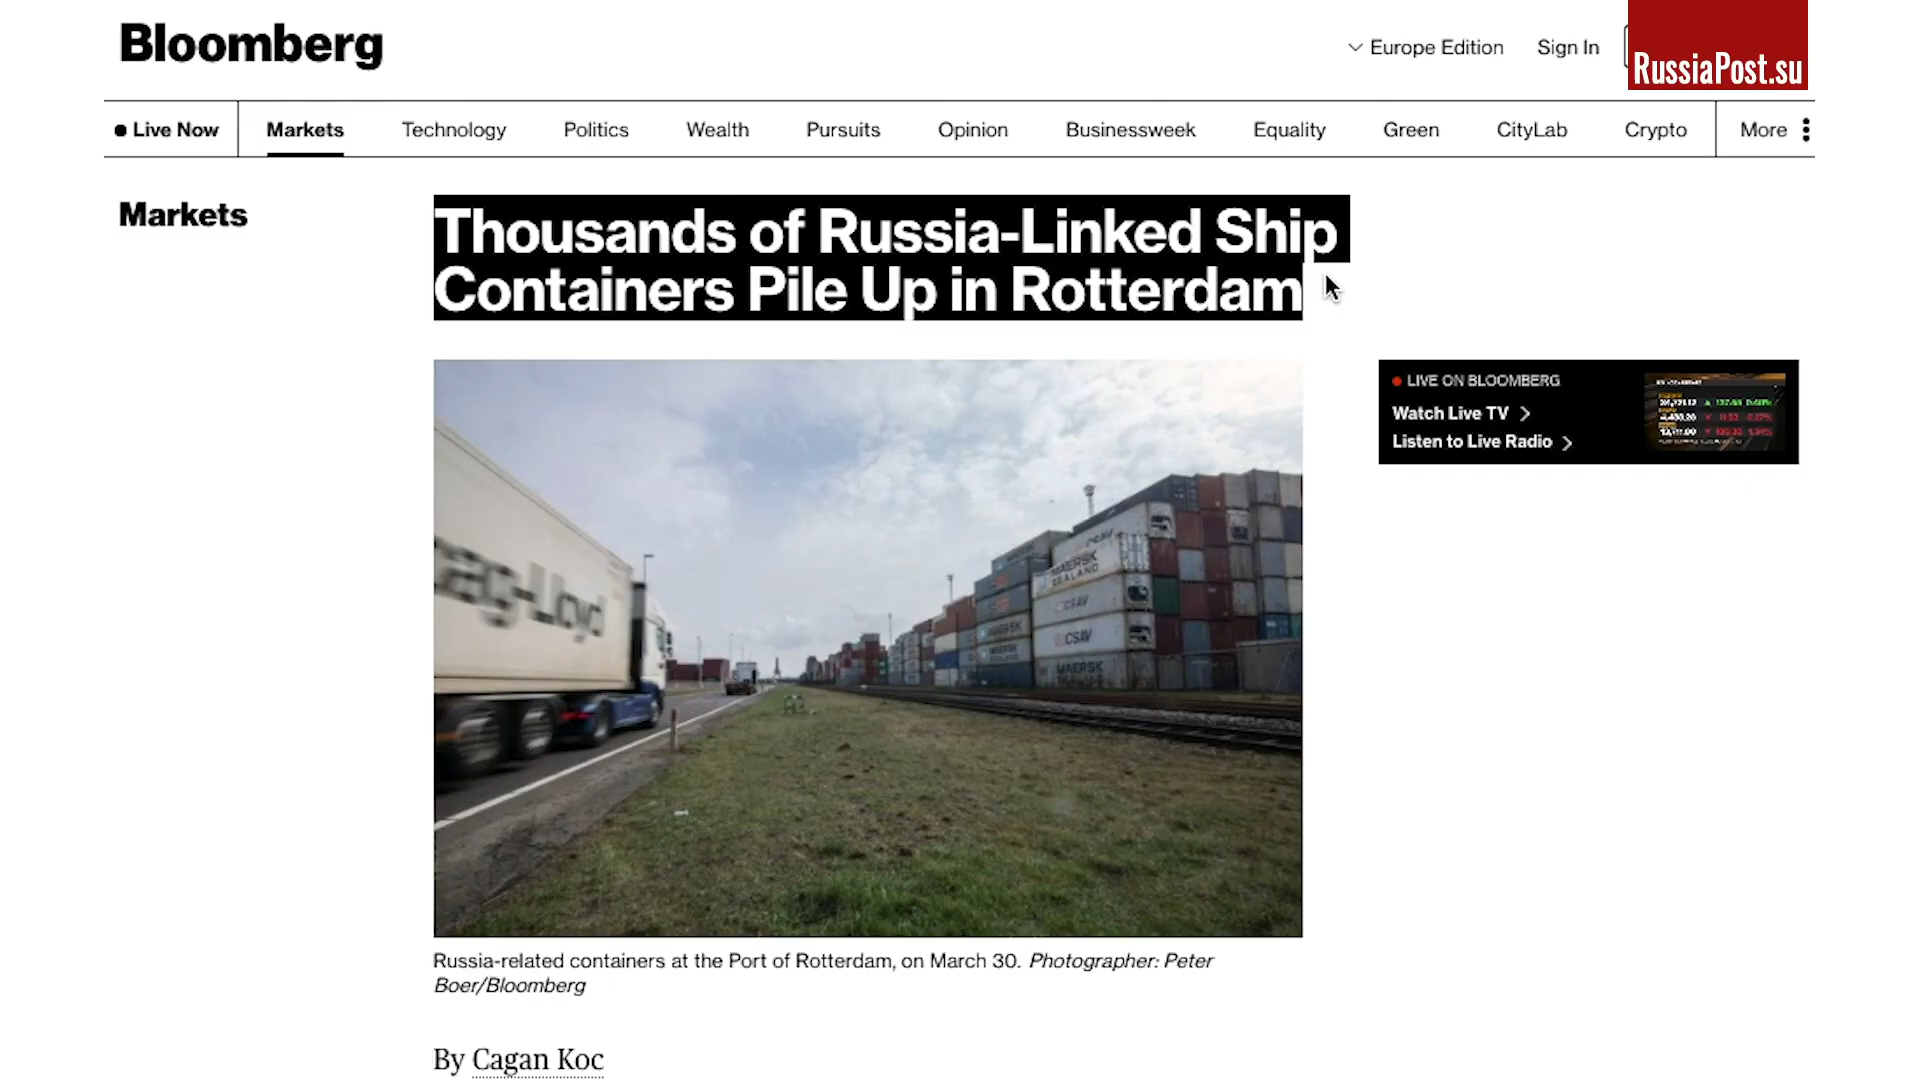 Bloomberg
Europe Edition
Sign In
RussiaPost.su
Live Now
Markets
Technology
Politics
Wealth
Pursuits
Opinion
Businessweek
Equality
Green
CityLab
Crypto
More
Markets
Thousands of Russia-Linked Ship
Containers Pile Up in Rotterdam
LIVE ON BLOOMBERG
Watch Live TV
Listen to Live Radio
ag-Lloyd
MAERSK
SEALAND
CSAV
CSAV
MAERSK
Russia-related containers at the Port of Rotterdam, on March 30. Photographer: Peter
Boer/Bloomberg
By Cagan Koc